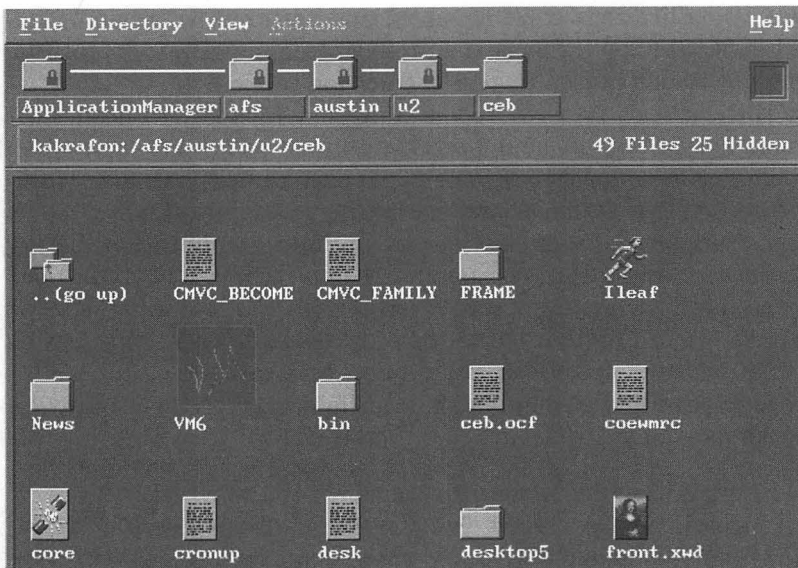 File Directory View Actions Help
ApplicationManager afs austin u2 ceb
kakrafon:/afs/austin/u2/ceb 49 Files 25 Hidden
..(go up) CMVC_BECOME CMVC_FAMILY FRAME Ileaf
News VM6 bin ceb.ocf coewmrc
core cronup desk desktop5 front.xwd